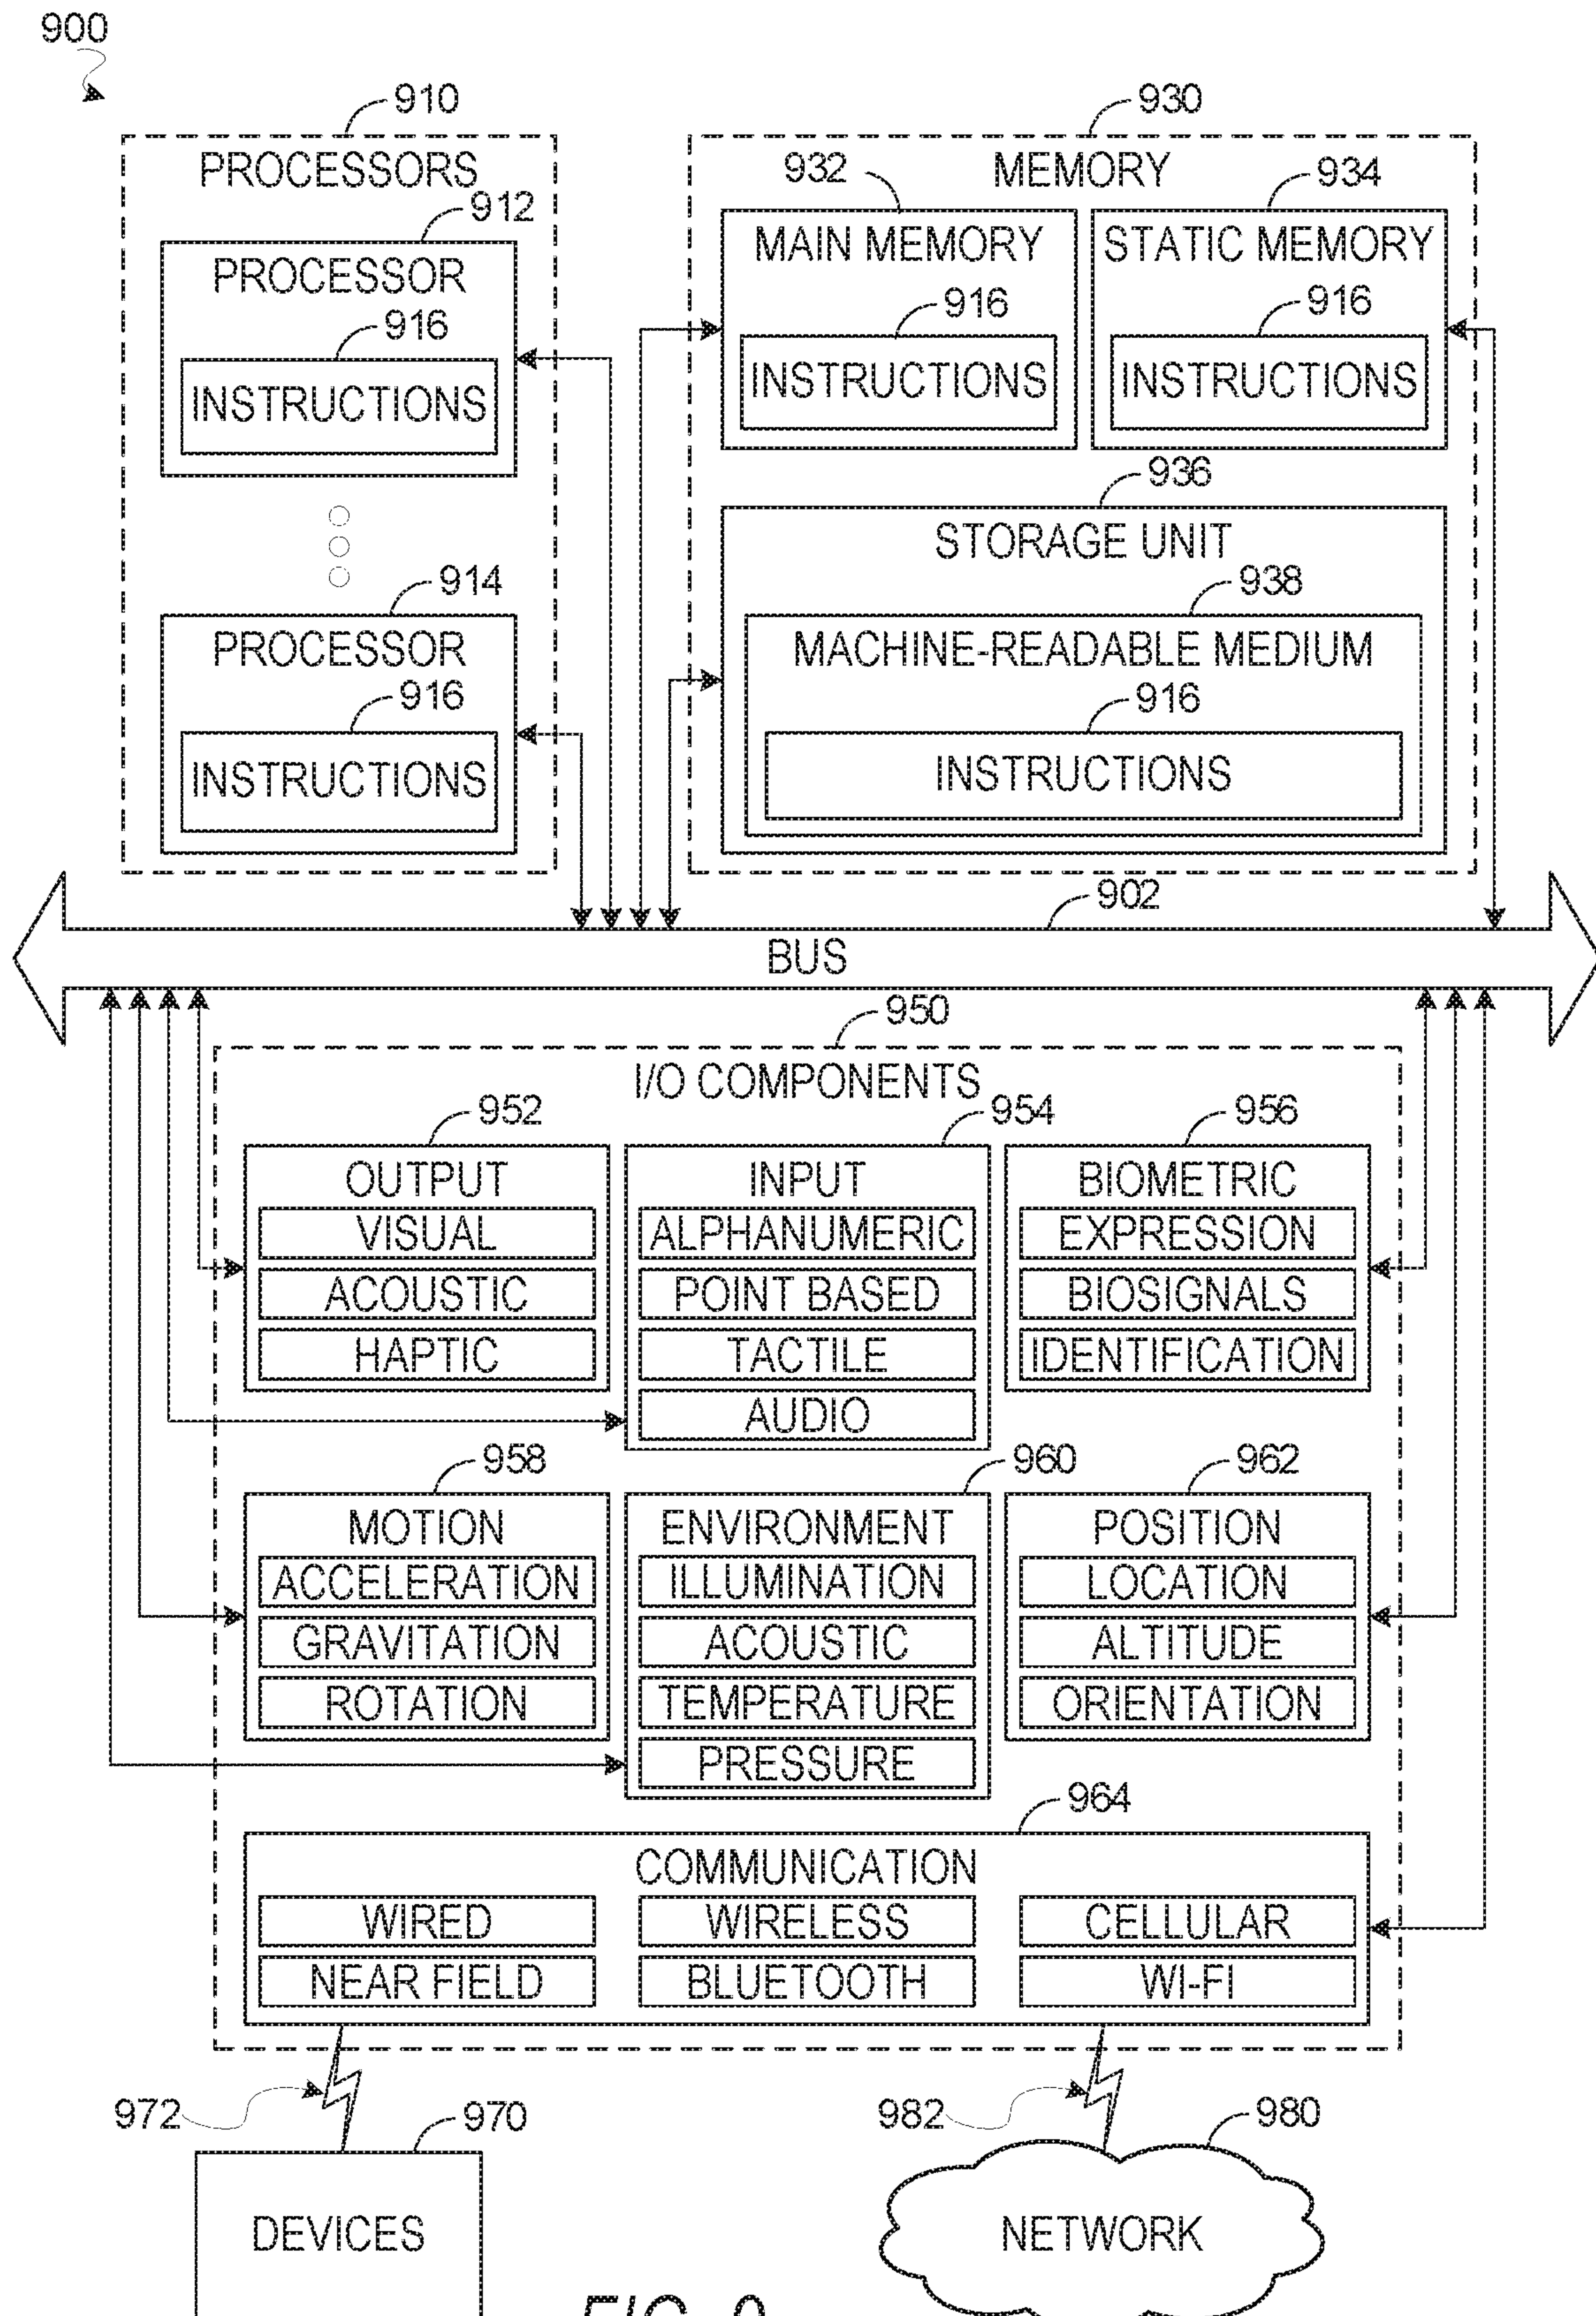 900
910
930
PROCESSORS
932
MEMORY
934
912
MAIN MEMORY
STATIC MEMORY
PROCESSOR
916
916
916
INSTRUCTIONS
INSTRUCTIONS
INSTRUCTIONS
936
STORAGE UNIT
914
938
PROCESSOR
MACHINE-READABLE MEDIUM
916
916
INSTRUCTIONS
INSTRUCTIONS
902
BUS
950
I/O COMPONENTS
952
954
956
OUTPUT
INPUT
BIOMETRIC
VISUAL
ALPHANUMERIC
EXPRESSION
ACOUSTIC
POINT BASED
BIOSIGNALS
HAPTIC
TACTILE
IDENTIFICATION
AUDIO
958
960
962
MOTION
ENVIRONMENT
POSITION
ACCELERATION
ILLUMINATION
LOCATION
GRAVITATION
ACOUSTIC
ALTITUDE
ROTATION
TEMPERATURE
ORIENTATION
PRESSURE
964
COMMUNICATION
WIRED
WIRELESS
CELLULAR
NEAR FIELD
BLUETOOTH
WI-FI
972
970
982
980
DEVICES
NETWORK